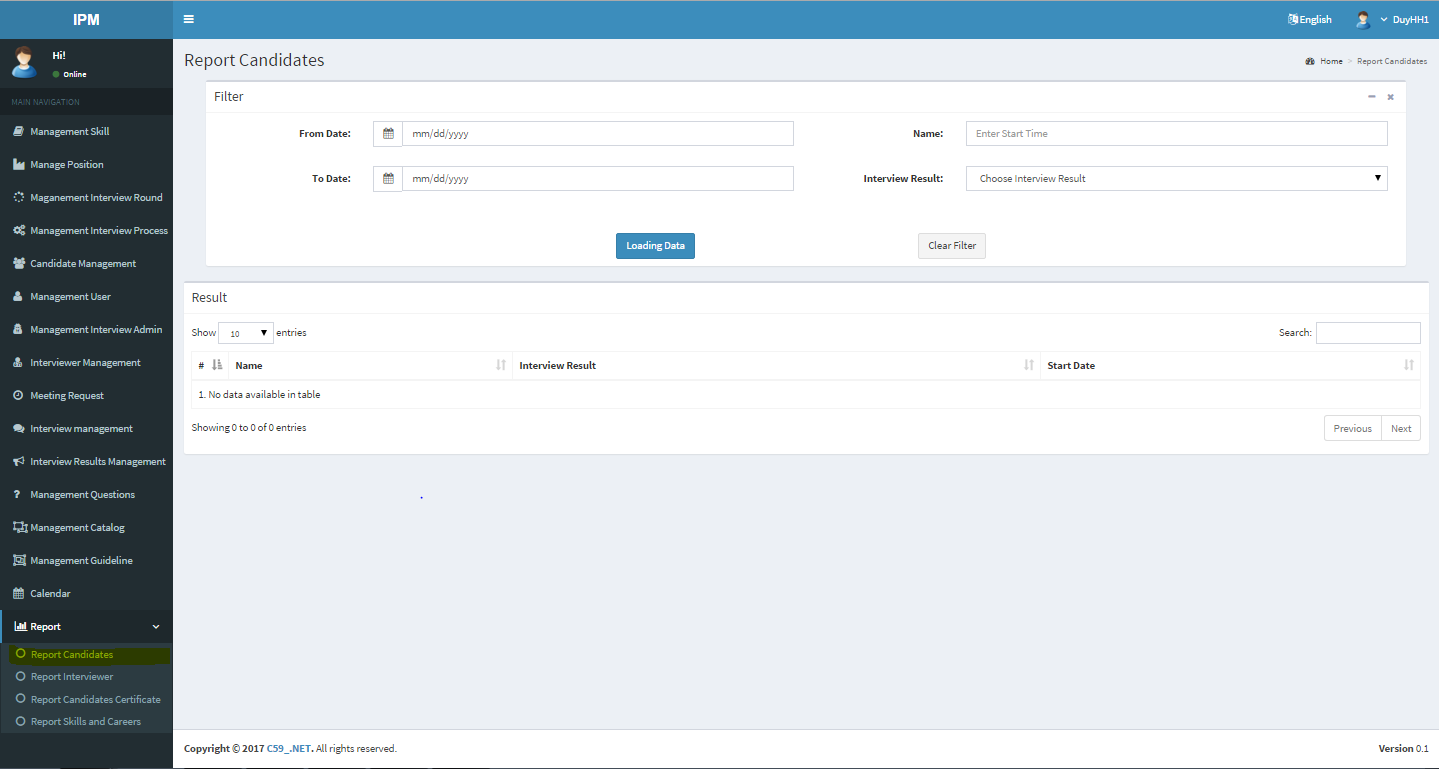 IPM
English
DuyHH1
Hi!
Online
MAIN NAVIGATION
Management Skill
Manage Position
Maganement Interview Round
Management Interview Process
Candidate Management
Management User
Management Interview Admin
Interviewer Management
Meeting Request
Interview management
Interview Results Management
Management Questions
Management Catalog
Management Guideline
Calendar
Report
Report Candidates
Report Interviewer
Report Candidates Certificate
Report Skills and Careers
Report Candidates
Home > Report Candidates
Filter
From Date: mm/dd/yyyy Name: Enter Start Time
To Date: mm/dd/yyyy Interview Result: Choose Interview Result
Loading Data Clear Filter
Result
Show 10 entries Search:
# Name Interview Result Start Date
1. No data available in table
Showing 0 to 0 of 0 entries Previous Next
Copyright © 2017 C59_.NET. All rights reserved. Version 0.1